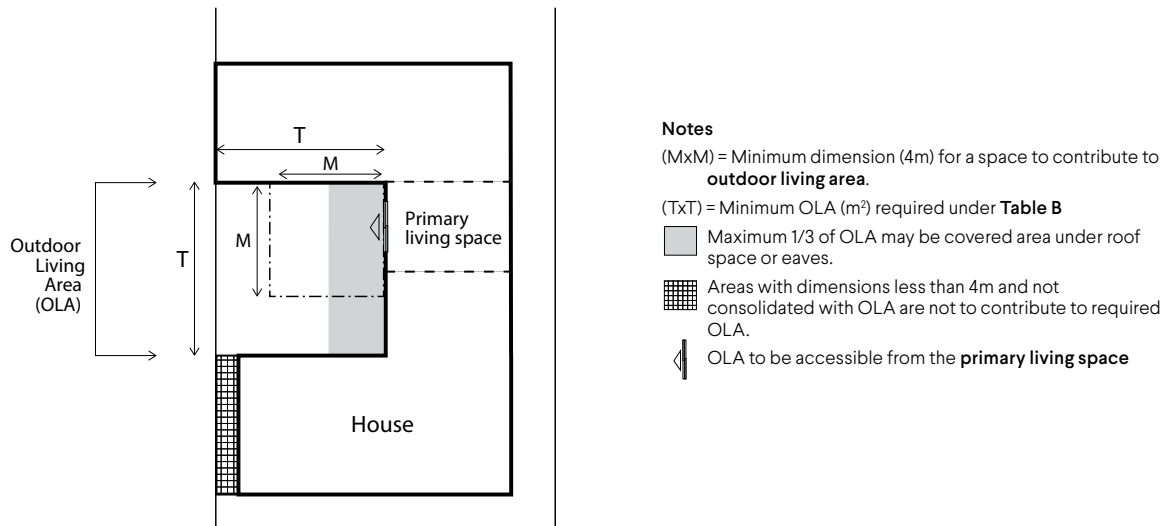 T
M
M
T
Primary
living space
Outdoor
Living
Area
(OLA)
House
Notes
(MxM) = Minimum dimension (4m) for a space to contribute to
outdoor living area.
(TxT) = Minimum OLA (m²) required under Table B
Maximum 1/3 of OLA may be covered area under roof
space or eaves.
Areas with dimensions less than 4m and not
consolidated with OLA are not to contribute to required
OLA.
OLA to be accessible from the primary living space